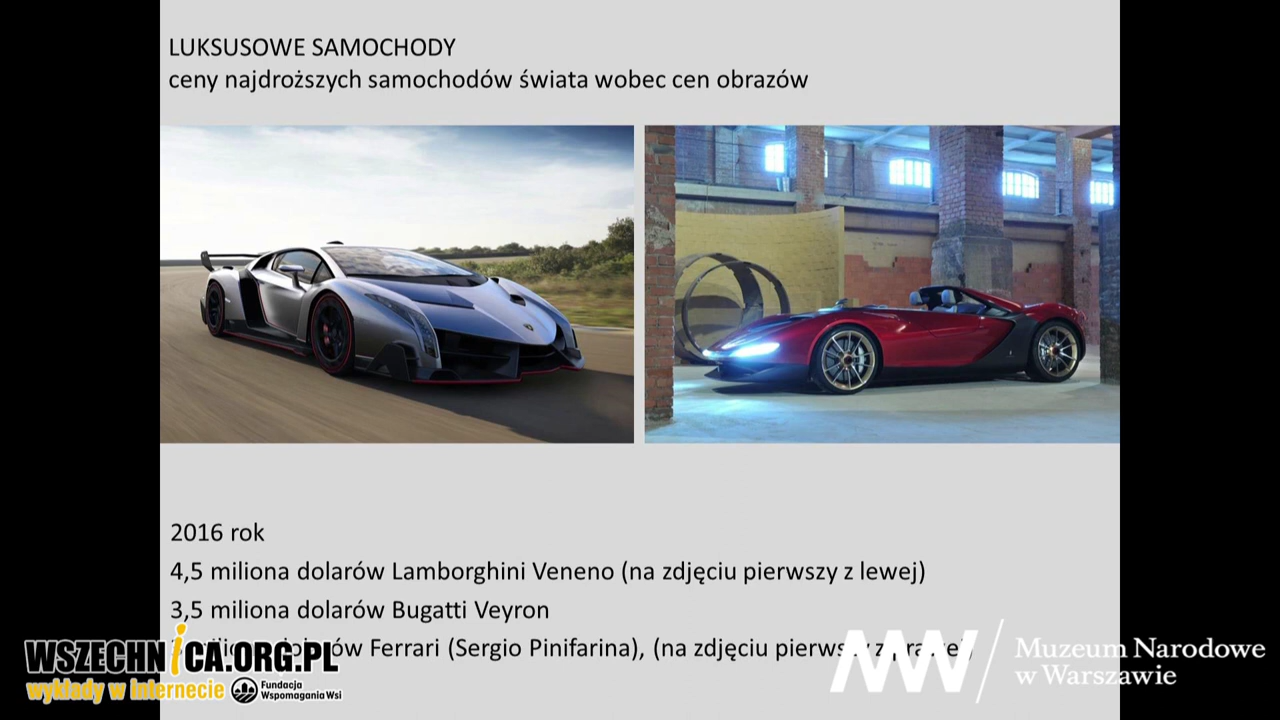 LUKSUSOWE SAMOCHODY
ceny najdroższych samochodów świata wobec cen obrazów
2016 rok
4,5 miliona dolarów Lamborghini Veneno (na zdjęciu pierwszy z lewej)
3,5 miliona dolarów Bugatti Veyron
Ferrari (Sergio Pinifarina), (na zdjęciu
WSZECHNICA.ORG.PL
wykłady w internecie
Fundacja
Wspomagania Wsi
Muzeum Narodowe
w Warszawie